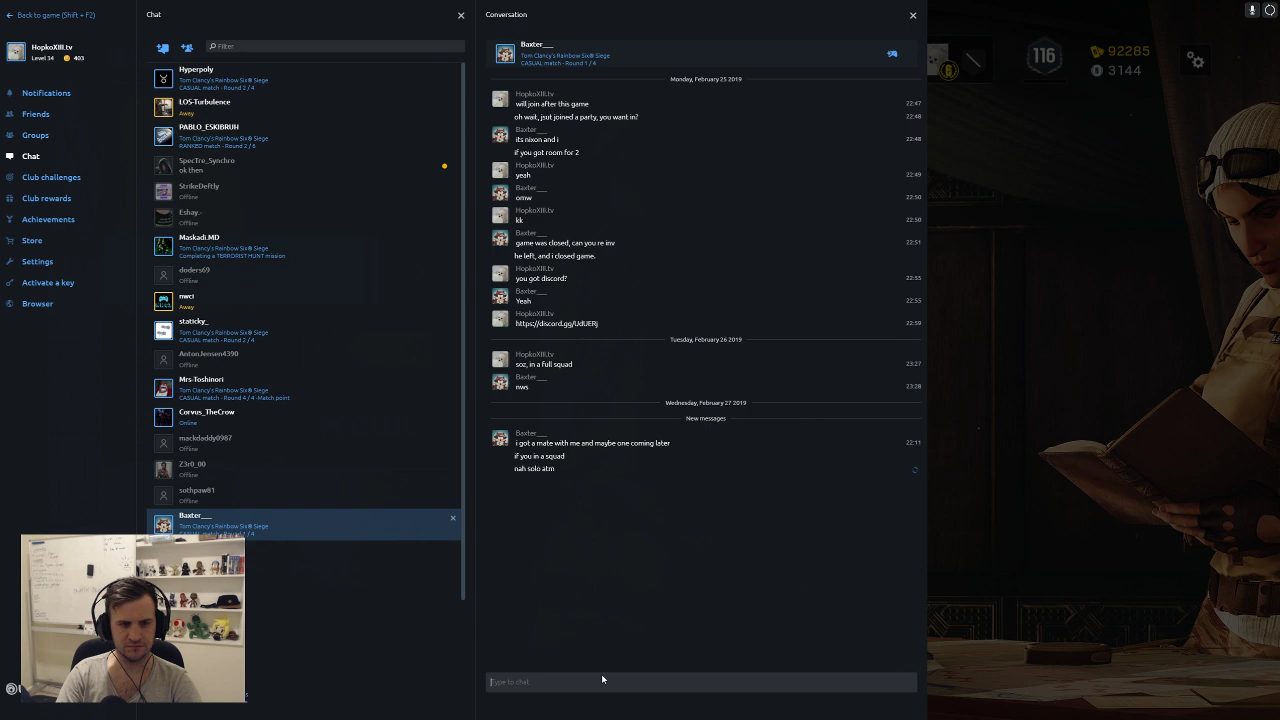 Back to game (Shift + F2)
HopkoXIII.tv
Level 34
403
Notifications
Friends
Groups
Chat
Club challenges
Club rewards
Achievements
Store
Settings
Activate a key
Browser
Chat
Filter
Hyperpoly
Tom Clancy's Rainbow Six® Siege
CASUAL match - Round 2 / 4
LOS-Turbulence
Away
PABLO_ESKIBRUH
Tom Clancy's Rainbow Six® Siege
RANKED match - Round 2 / 6
SpecTre_Synchro
ok then
StrikeDeftly
Offline
Eshay.-
Offline
Maskadi.MD
Tom Clancy's Rainbow Six® Siege
Completing a TERRORIST HUNT mission
doders69
Offline
nwci
Away
staticky_
Tom Clancy's Rainbow Six® Siege
CASUAL match - Round 2 / 4
AntonJensen4390
Offline
Mrs-Toshinori
Tom Clancy's Rainbow Six® Siege
CASUAL match - Round 4 / 4 -Match point
Corvus_TheCrow
Online
mackdaddy0987
Offline
Z3r0_00
Offline
sothpaw81
Offline
Baxter___
Tom Clancy's Rainbow Six® Siege
Conversation
Baxter___
Tom Clancy's Rainbow Six® Siege
CASUAL match - Round 1 / 4
Monday, February 25 2019
HopkoXIII.tv
will join after this game 22:47
oh wait, jsut joined a party, you want in? 22:48
Baxter___
its nixon and i 22:48
if you got room for 2
HopkoXIII.tv
yeah 22:49
Baxter___
omw 22:50
HopkoXIII.tv
kk 22:50
Baxter___
game was closed, can you re inv 22:51
he left, and i closed game.
HopkoXIII.tv
you got discord? 22:55
Baxter___
Yeah 22:55
HopkoXIII.tv
https://discord.gg/UdUERj 22:59
Tuesday, February 26 2019
HopkoXIII.tv
soz, in a full squad 23:27
Baxter___
nws 23:28
Wednesday, February 27 2019
New messages
Baxter___
i got a mate with me and maybe one coming later 22:11
if you in a squad
nah solo atm
Type to chat
116
92285
3144